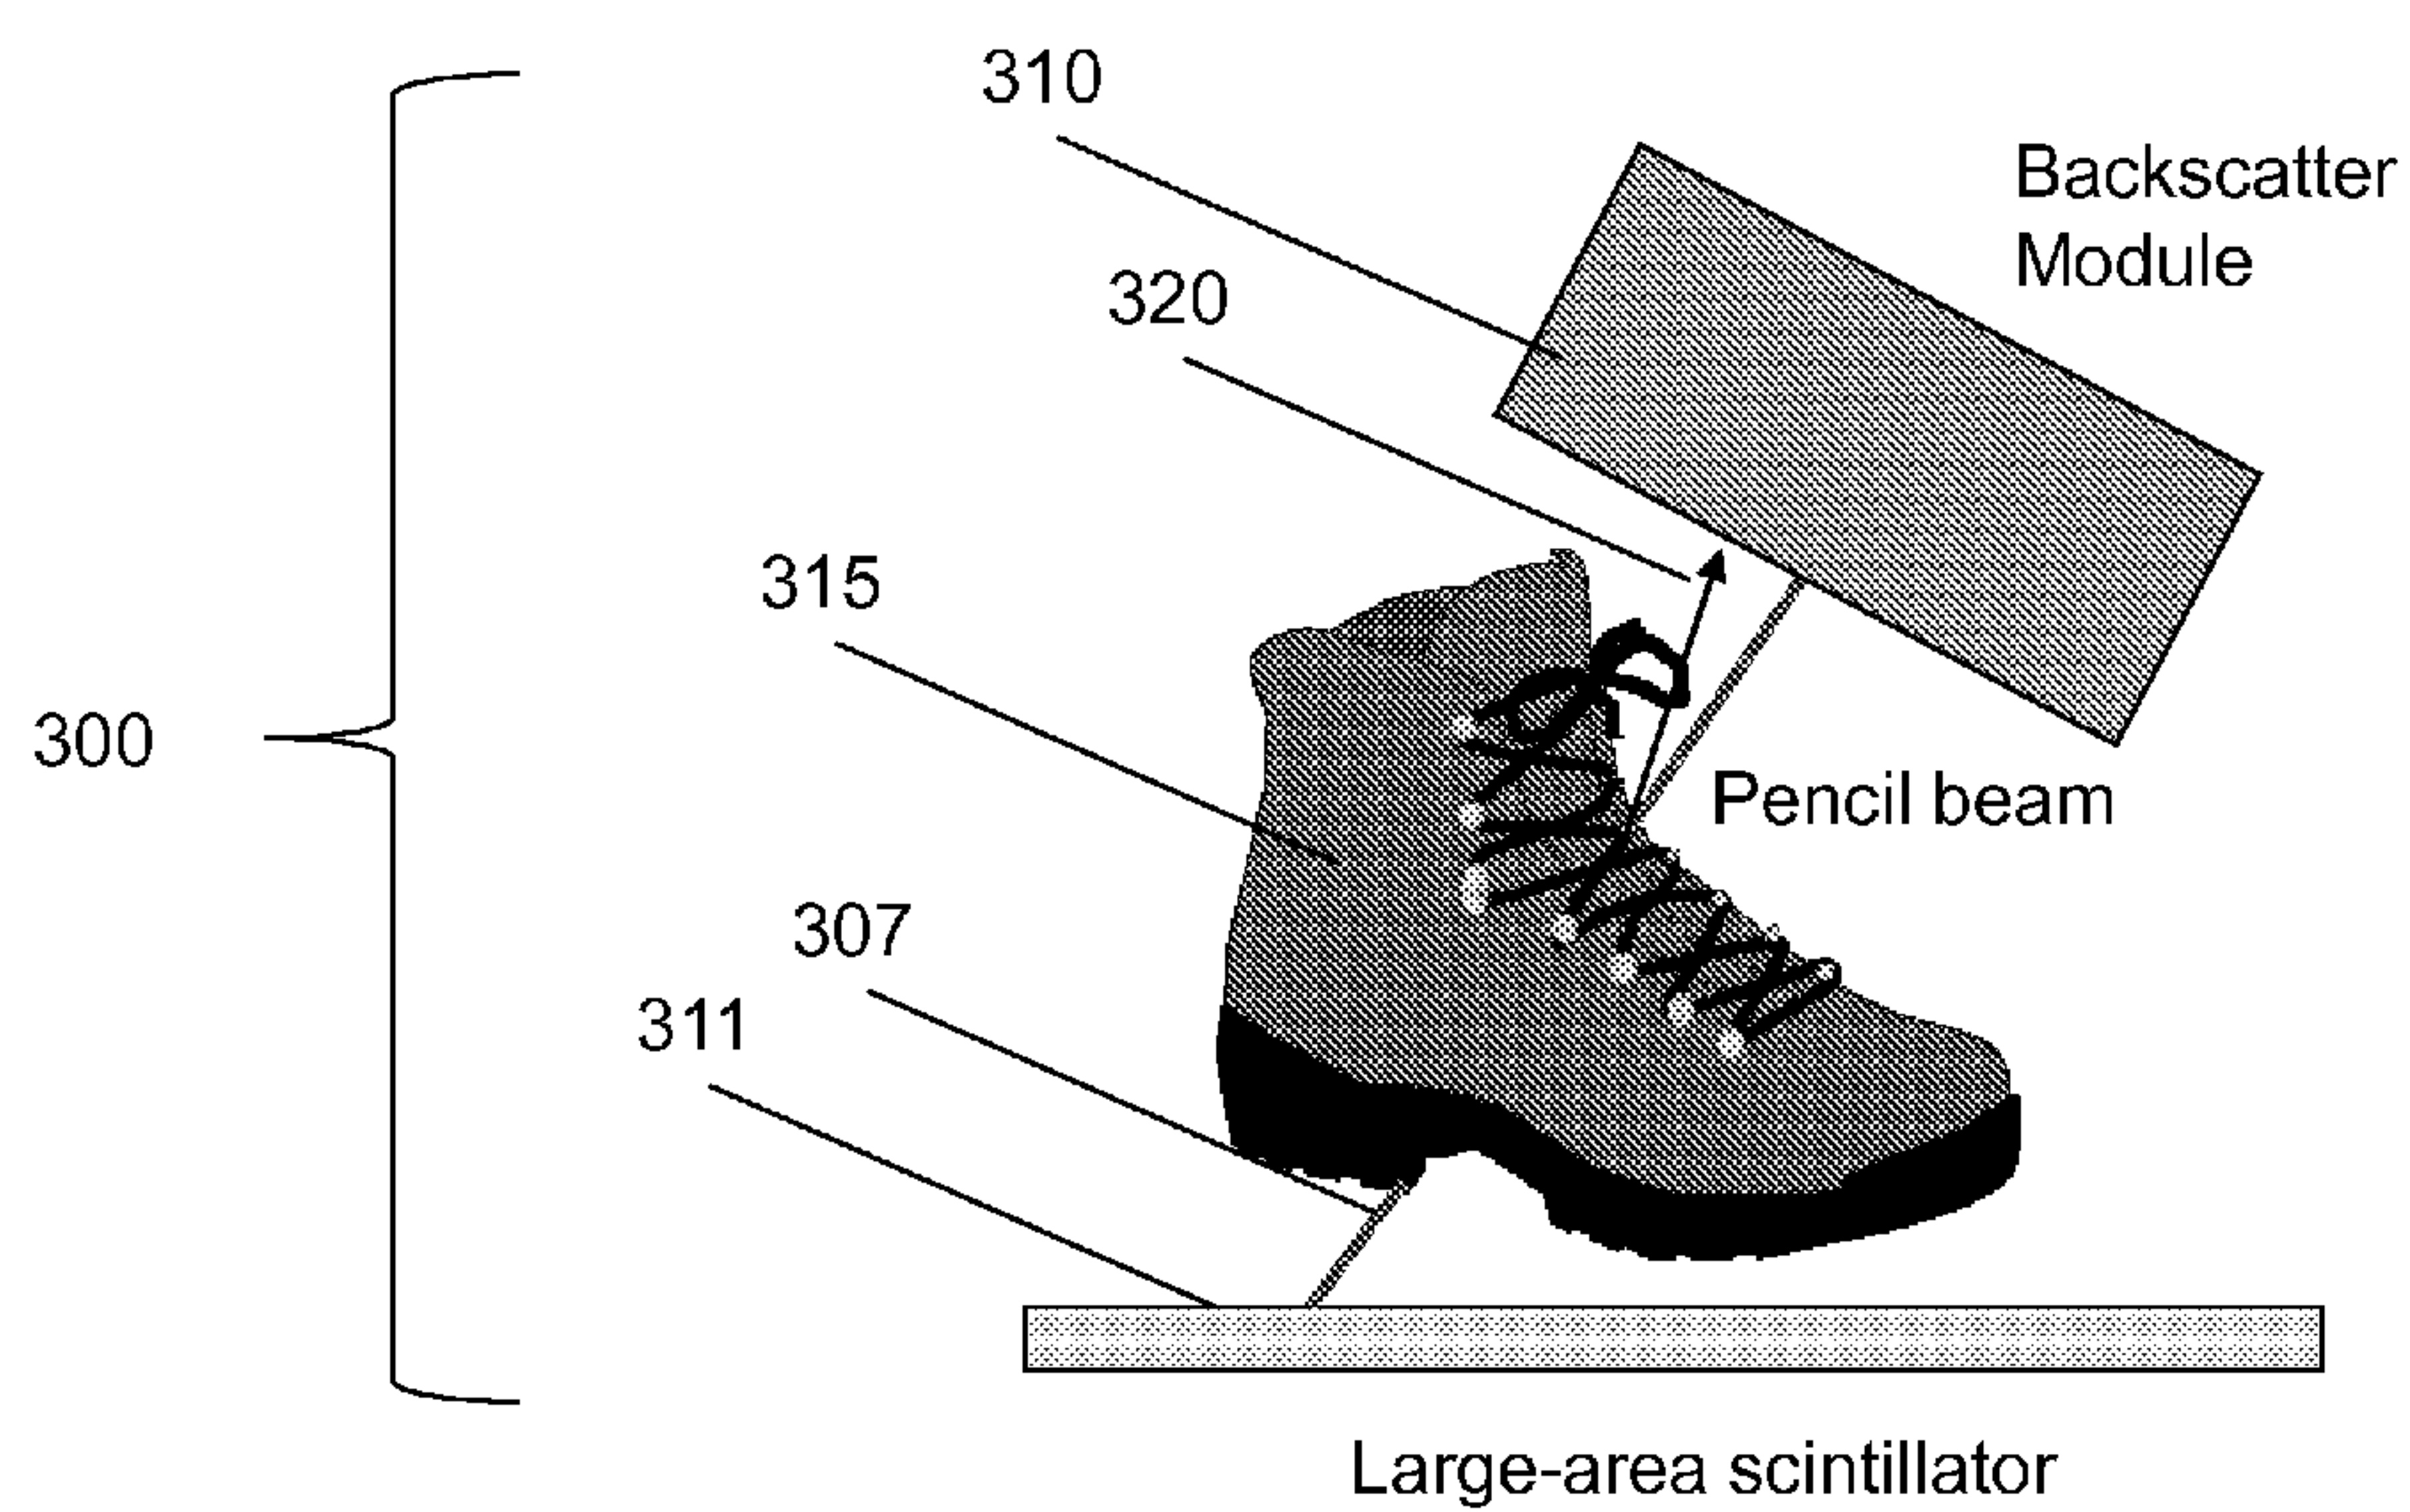 310
Backscatter
Module
320
315
300
Pencil beam
307
311
Large-area scintillator